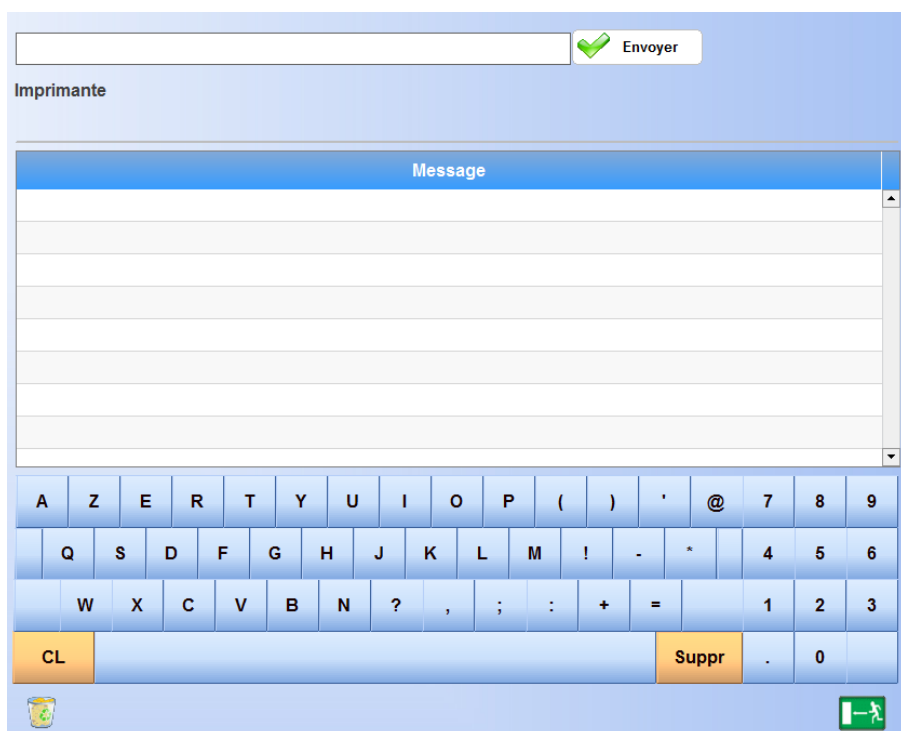 Envoyer
Imprimante
Message
A Z E R T Y U I O P ( ) ' @ 7 8 9
Q S D F G H J K L M ! - * 4 5 6
W X C V B N ? , ; : + = 1 2 3
CL Suppr . 0